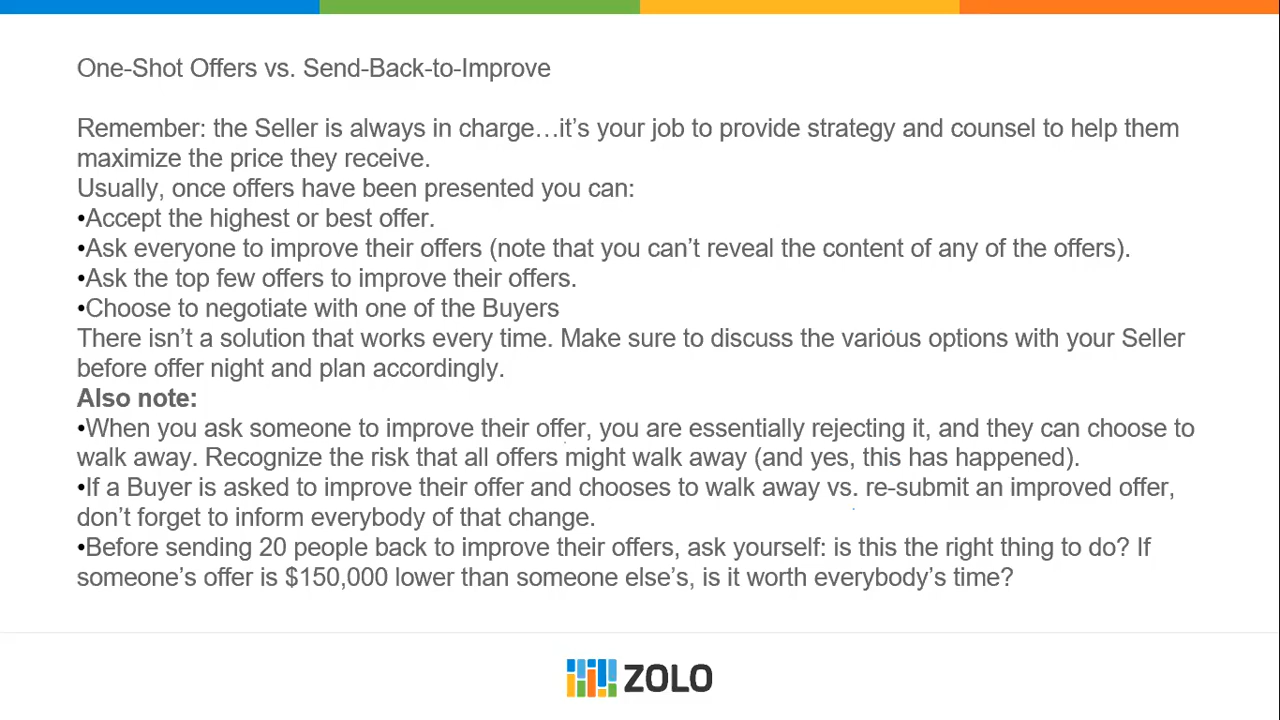 One-Shot Offers vs. Send-Back-to-Improve
Remember: the Seller is always in charge…it’s your job to provide strategy and counsel to help them
maximize the price they receive.
Usually, once offers have been presented you can:
•Accept the highest or best offer.
•Ask everyone to improve their offers (note that you can’t reveal the content of any of the offers).
•Ask the top few offers to improve their offers.
•Choose to negotiate with one of the Buyers
There isn’t a solution that works every time. Make sure to discuss the various options with your Seller
before offer night and plan accordingly.
Also note:
•When you ask someone to improve their offer, you are essentially rejecting it, and they can choose to
walk away. Recognize the risk that all offers might walk away (and yes, this has happened).
•If a Buyer is asked to improve their offer and chooses to walk away vs. re-submit an improved offer,
don’t forget to inform everybody of that change.
•Before sending 20 people back to improve their offers, ask yourself: is this the right thing to do? If
someone’s offer is $150,000 lower than someone else’s, is it worth everybody’s time?
ZOLO